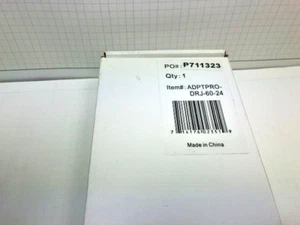 PO#: P711323
Qty: 1
Item#: ADPTPRO-
DRJ-60-24
Made in China